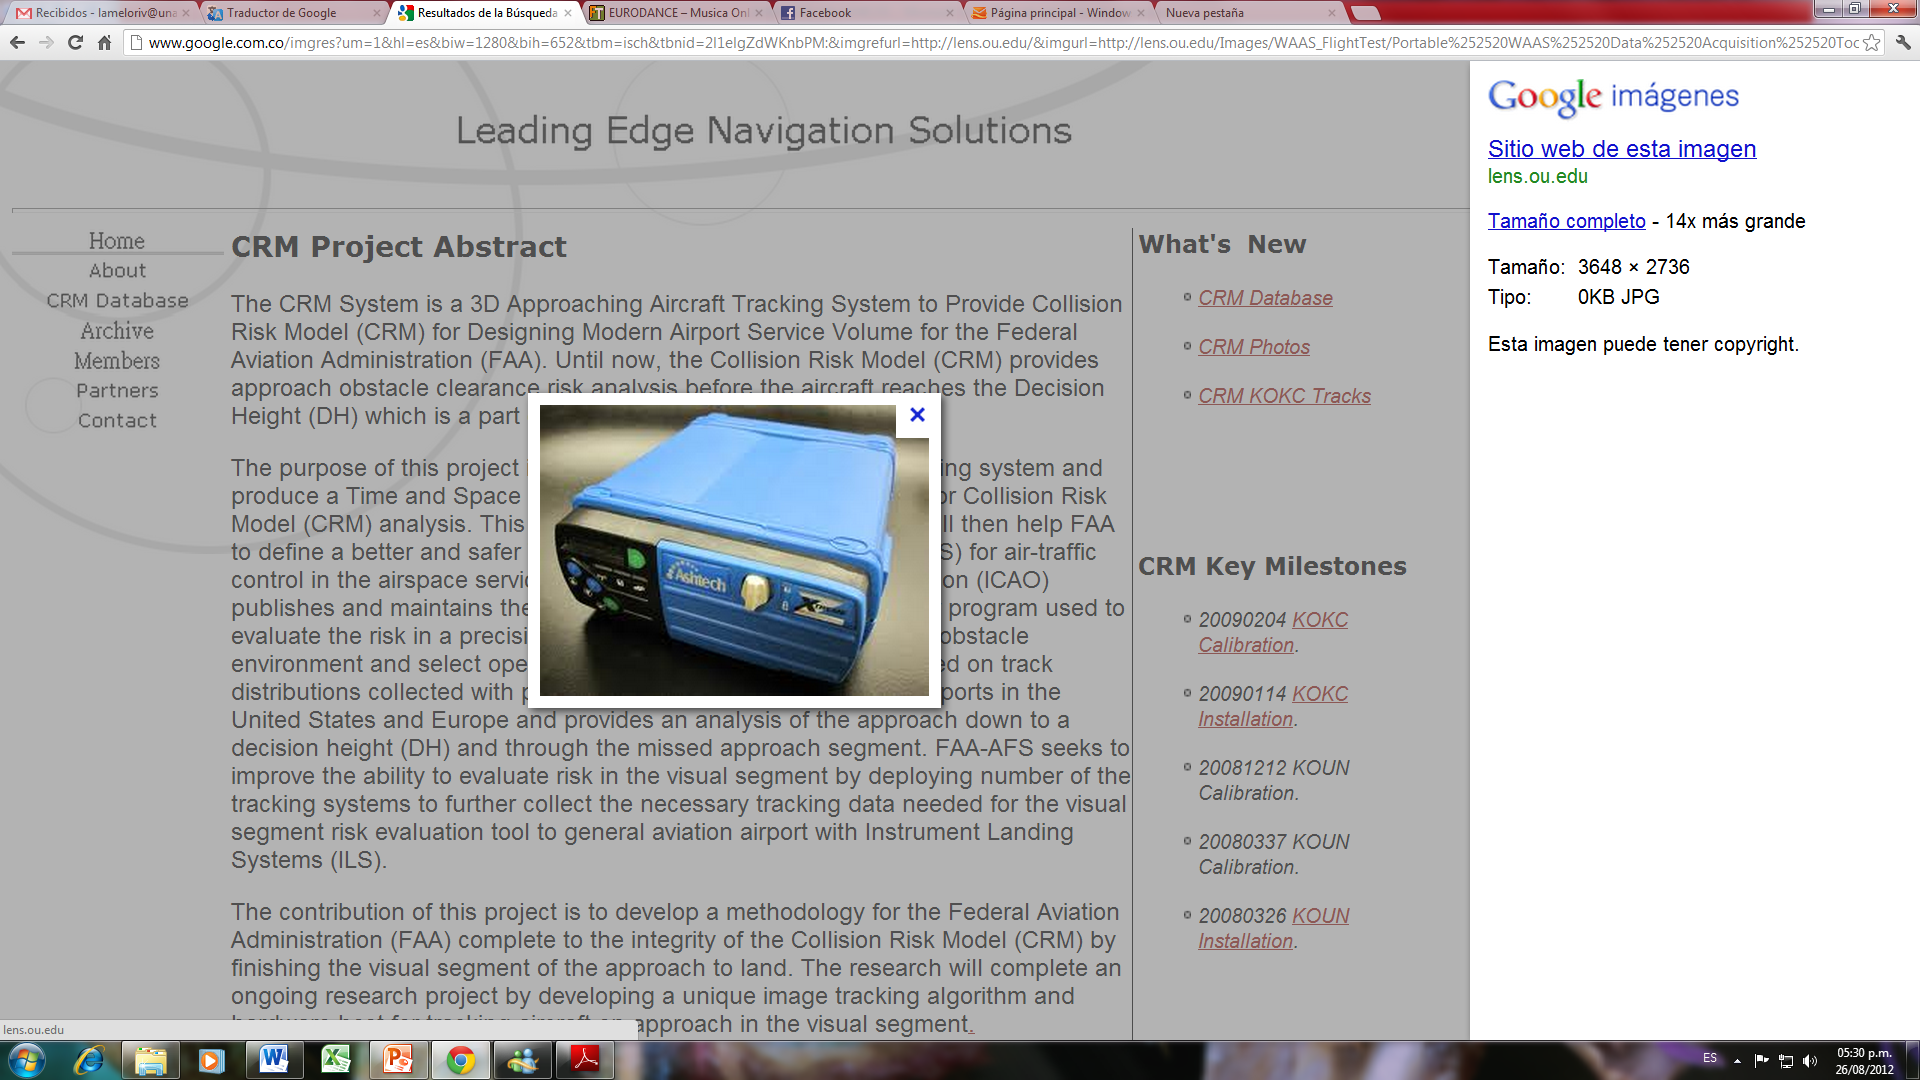 Recibidos - lameloriv@una
Traductor de Google
Resultados de la Búsqueda
EURODANCE – Musica Onl
Facebook
Página principal - Window
Nueva pestaña
www.google.com.co/imgres?um=1&hl=es&biw=1280&bih=652&tbm=isch&tbnid=2I1elgZdWKnbPM:&imgrefurl=http://lens.ou.edu/&imgurl=http://lens.ou.edu/Images/WAAS_FlightTest/Portable%252520WAAS%252520Data%252520Acquisition%252520Toc
Leading Edge Navigation Solutions
Home
About
CRM Database
Archive
Members
Partners
Contact
CRM Project Abstract
The CRM System is a 3D Approaching Aircraft Tracking System to Provide Collision
Risk Model (CRM) for Designing Modern Airport Service Volume for the Federal
Aviation Administration (FAA). Until now, the Collision Risk Model (CRM) provides
approach obstacle clearance risk analysis before the aircraft reaches the Decision
Height (DH) which is a part
The purpose of this project ing system and
produce a Time and Space or Collision Risk
Model (CRM) analysis. This ll then help FAA
to define a better and safer S) for air-traffic
control in the airspace servi on (ICAO)
publishes and maintains the program used to
evaluate the risk in a precisi obstacle
environment and select ope ed on track
distributions collected with p ports in the
United States and Europe and provides an analysis of the approach down to a
decision height (DH) and through the missed approach segment. FAA-AFS seeks to
improve the ability to evaluate risk in the visual segment by deploying number of the
tracking systems to further collect the necessary tracking data needed for the visual
segment risk evaluation tool to general aviation airport with Instrument Landing
Systems (ILS).
The contribution of this project is to develop a methodology for the Federal Aviation
Administration (FAA) complete to the integrity of the Collision Risk Model (CRM) by
finishing the visual segment of the approach to land. The research will complete an
ongoing research project by developing a unique image tracking algorithm and
approach in the visual segment.
Ashtech
What's New
CRM Database
CRM Photos
CRM KOKC Tracks
CRM Key Milestones
20090204 KOKC
Calibration.
20090114 KOKC
Installation.
20081212 KOUN
Calibration.
20080337 KOUN
Calibration.
20080326 KOUN
Installation.
Google imágenes
Sitio web de esta imagen
lens.ou.edu
Tamaño completo - 14x más grande
Tamaño: 3648 × 2736
Tipo: 0KB JPG
Esta imagen puede tener copyright.
lens.ou.edu
ES
05:30 p.m.
26/08/2012